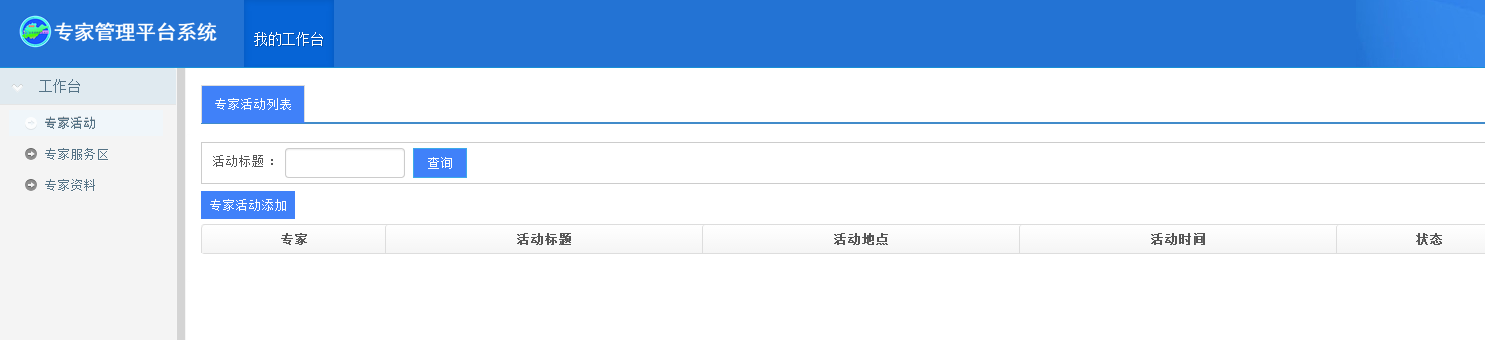 专家管理平台系统
我的工作台
工作台
专家活动
专家服务区
专家资料
专家活动列表
活动标题： 查询
专家活动添加
专家 活动标题 活动地点 活动时间 状态